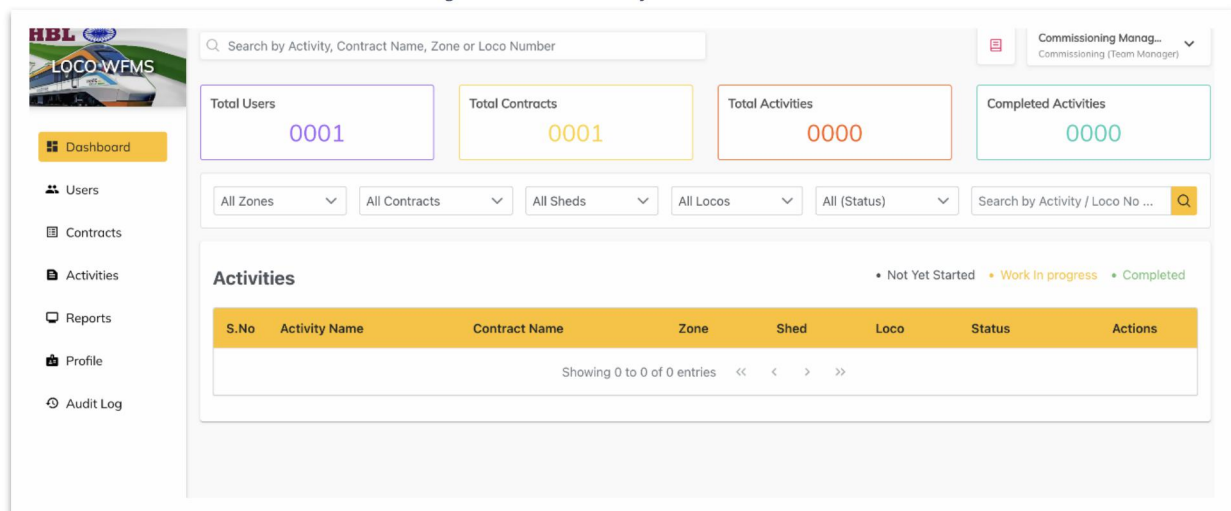 HBL
LOCO WFMS
Search by Activity, Contract Name, Zone or Loco Number
Commissioning Manag...
Commissioning (Team Manager)
Total Users
0001
Total Contracts
0001
Total Activities
0000
Completed Activities
0000
Dashboard
Users
Contracts
Activities
Reports
Profile
Audit Log
All Zones
All Contracts
All Sheds
All Locos
All (Status)
Search by Activity / Loco No ...
Activities
• Not Yet Started • Work In progress • Completed
S.No Activity Name Contract Name Zone Shed Loco Status Actions
Showing 0 to 0 of 0 entries « ‹ › »